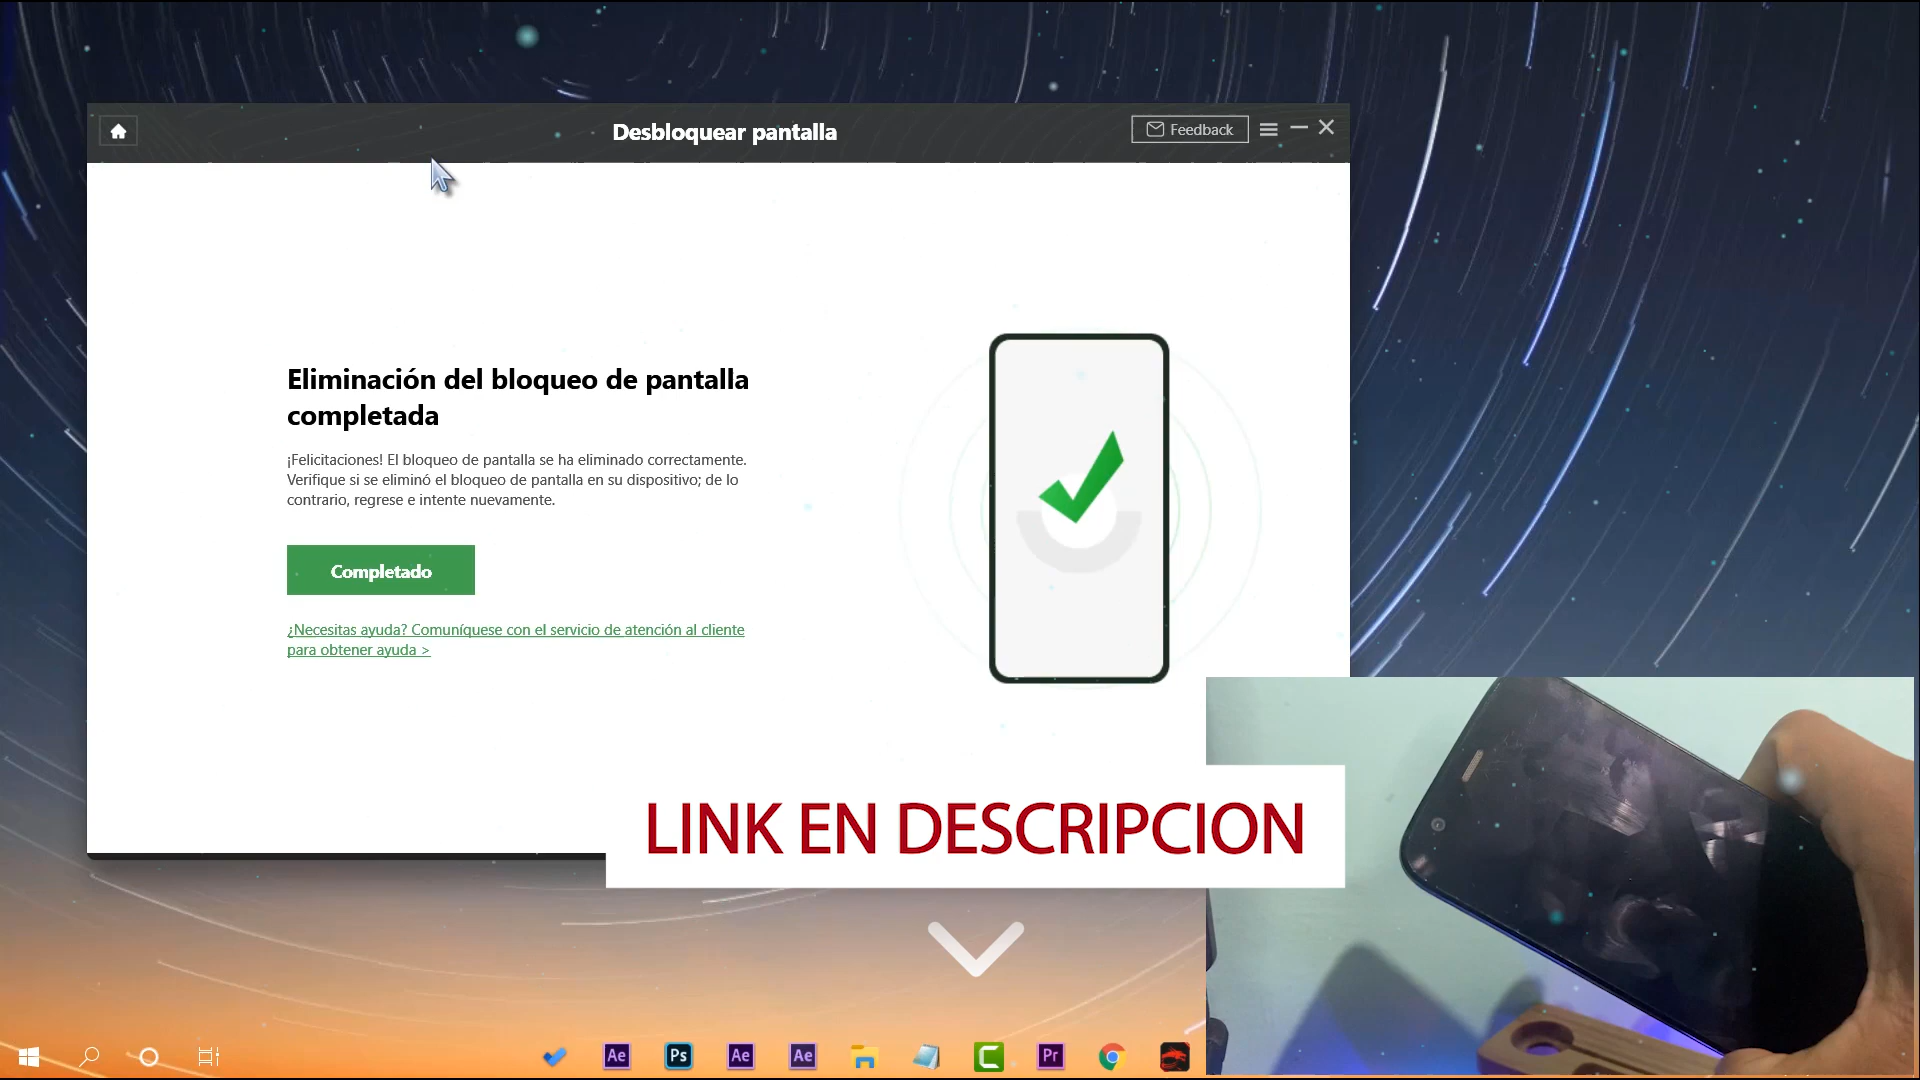 Desbloquear pantalla
Feedback
Eliminación del bloqueo de pantalla
completada
¡Felicitaciones! El bloqueo de pantalla se ha eliminado correctamente.
Verifique si se eliminó el bloqueo de pantalla en su dispositivo; de lo
contrario, regrese e intente nuevamente.
Completado
¿Necesitas ayuda? Comuníquese con el servicio de atención al cliente
para obtener ayuda >
LINK EN DESCRIPCION
Ae Ps Ae Ae C Pr